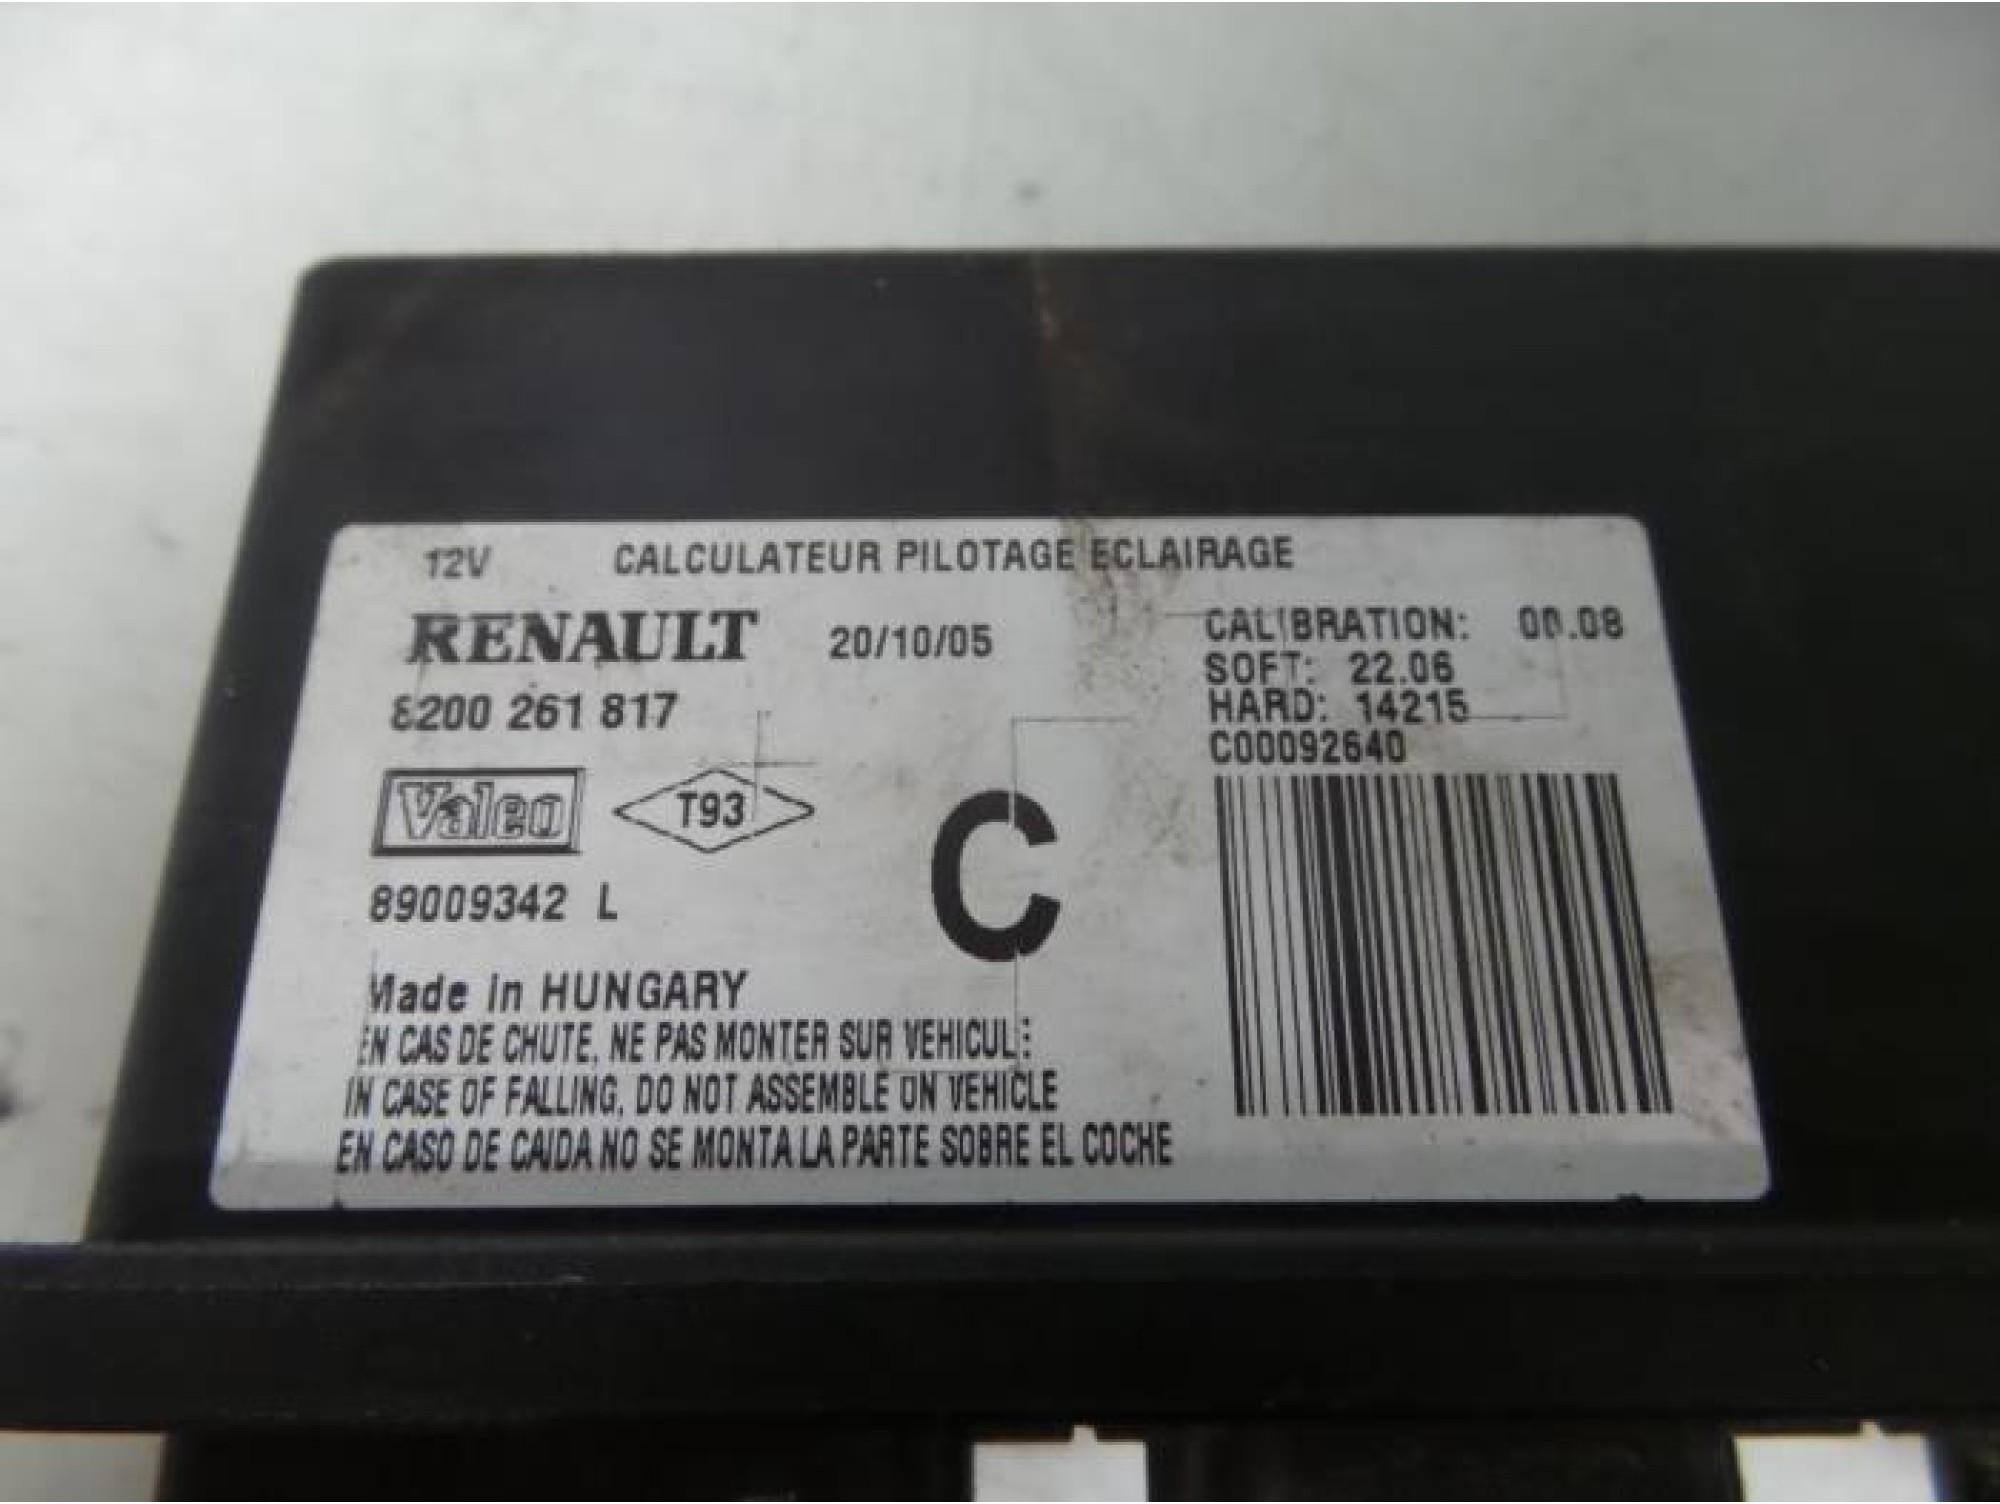 12V CALCULATEUR PILOTAGE ECLAIRAGE
RENAULT 20/10/05
8200 261 817
CALIBRATION: 00.08
SOFT: 22.06
HARD: 14215
C00092640
Valeo T93
C
89009342 L
Made in HUNGARY
EN CAS DE CHUTE, NE PAS MONTER SUR VEHICULE
IN CASE OF FALLING, DO NOT ASSEMBLE ON VEHICLE
EN CASO DE CAIDA NO SE MONTA LA PARTE SOBRE EL COCHE